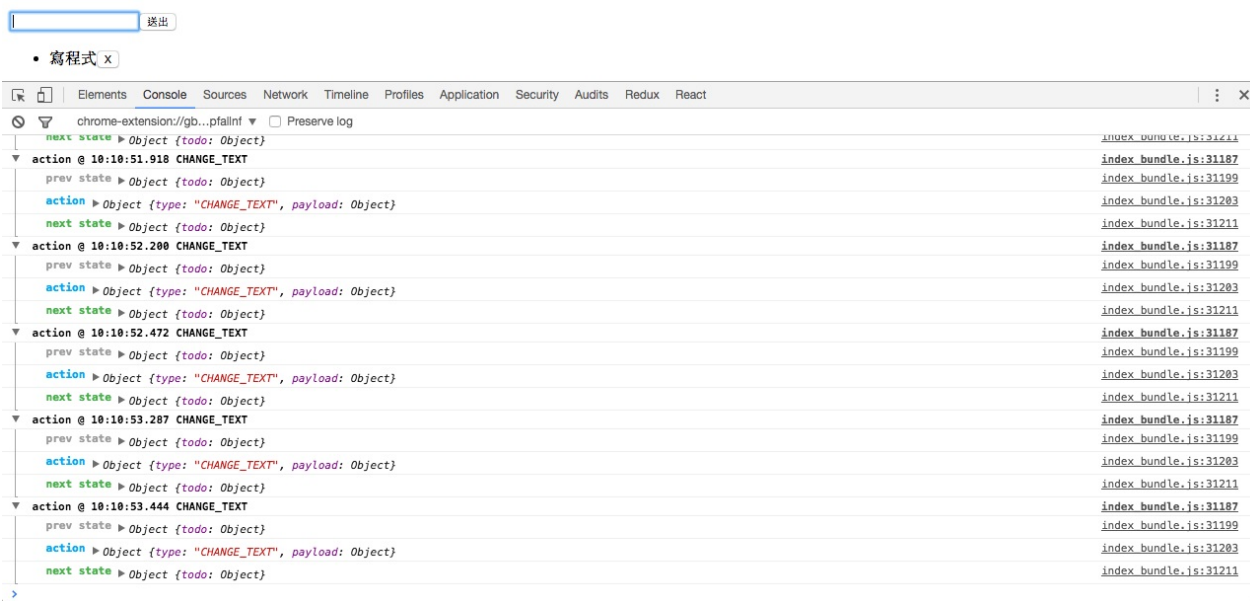 送出
寫程式 X
Elements Console Sources Network Timeline Profiles Application Security Audits Redux React
chrome-extension://gb...pfallnf ▼ Preserve log
next state ▶ Object {todo: Object} index_bundle.js:31211
▼ action @ 10:10:51.918 CHANGE_TEXT index_bundle.js:31187
prev state ▶ Object {todo: Object} index_bundle.js:31199
action ▶ Object {type: "CHANGE_TEXT", payload: Object} index_bundle.js:31203
next state ▶ Object {todo: Object} index_bundle.js:31211
▼ action @ 10:10:52.200 CHANGE_TEXT index_bundle.js:31187
prev state ▶ Object {todo: Object} index_bundle.js:31199
action ▶ Object {type: "CHANGE_TEXT", payload: Object} index_bundle.js:31203
next state ▶ Object {todo: Object} index_bundle.js:31211
▼ action @ 10:10:52.472 CHANGE_TEXT index_bundle.js:31187
prev state ▶ Object {todo: Object} index_bundle.js:31199
action ▶ Object {type: "CHANGE_TEXT", payload: Object} index_bundle.js:31203
next state ▶ Object {todo: Object} index_bundle.js:31211
▼ action @ 10:10:53.287 CHANGE_TEXT index_bundle.js:31187
prev state ▶ Object {todo: Object} index_bundle.js:31199
action ▶ Object {type: "CHANGE_TEXT", payload: Object} index_bundle.js:31203
next state ▶ Object {todo: Object} index_bundle.js:31211
▼ action @ 10:10:53.444 CHANGE_TEXT index_bundle.js:31187
prev state ▶ Object {todo: Object} index_bundle.js:31199
action ▶ Object {type: "CHANGE_TEXT", payload: Object} index_bundle.js:31203
next state ▶ Object {todo: Object} index_bundle.js:31211